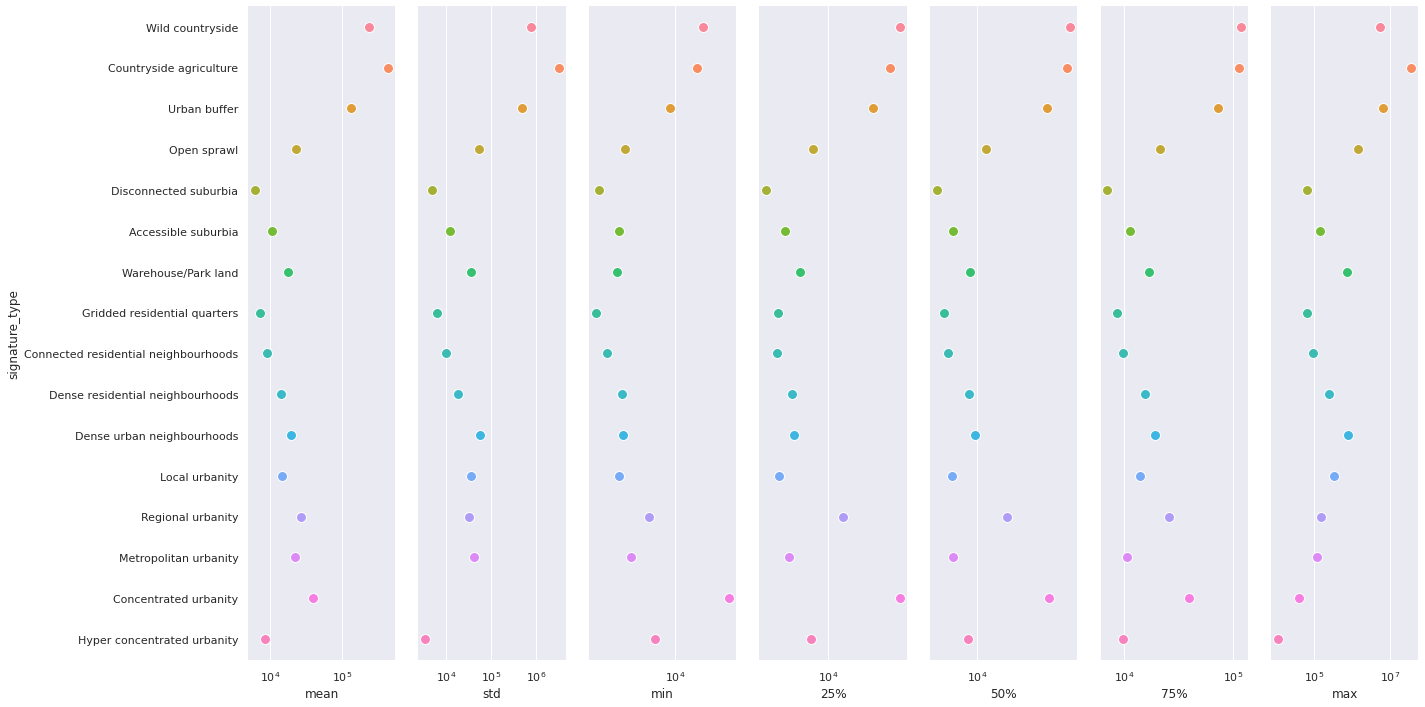 signature_type
Wild countryside
Countryside agriculture
Urban buffer
Open sprawl
Disconnected suburbia
Accessible suburbia
Warehouse/Park land
Gridded residential quarters
Connected residential neighbourhoods
Dense residential neighbourhoods
Dense urban neighbourhoods
Local urbanity
Regional urbanity
Metropolitan urbanity
Concentrated urbanity
Hyper concentrated urbanity
10⁴ 10⁵ 10⁴ 10⁵ 10⁶ 10⁴ 10⁴ 10⁴ 10⁴ 10⁵ 10⁵ 10⁷
mean std min 25% 50% 75% max